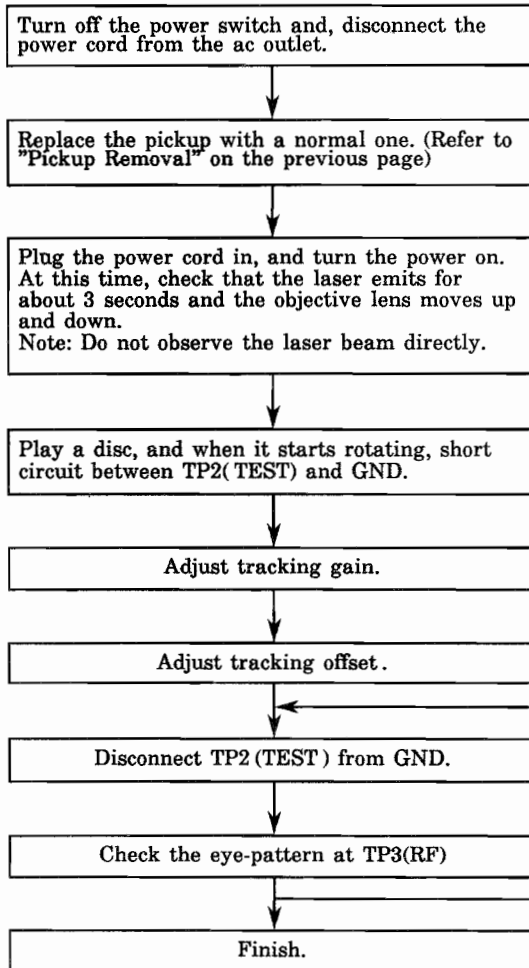 Turn off the power switch and, disconnect the
power cord from the ac outlet.
Replace the pickup with a normal one. (Refer to
"Pickup Removal" on the previous page)
Plug the power cord in, and turn the power on.
At this time, check that the laser emits for
about 3 seconds and the objective lens moves up
and down.
Note: Do not observe the laser beam directly.
Play a disc, and when it starts rotating, short
circuit between TP2( TEST) and GND.
Adjust tracking gain.
Adjust tracking offset.
Disconnect TP2 (TEST) from GND.
Check the eye-pattern at TP3(RF)
Finish.